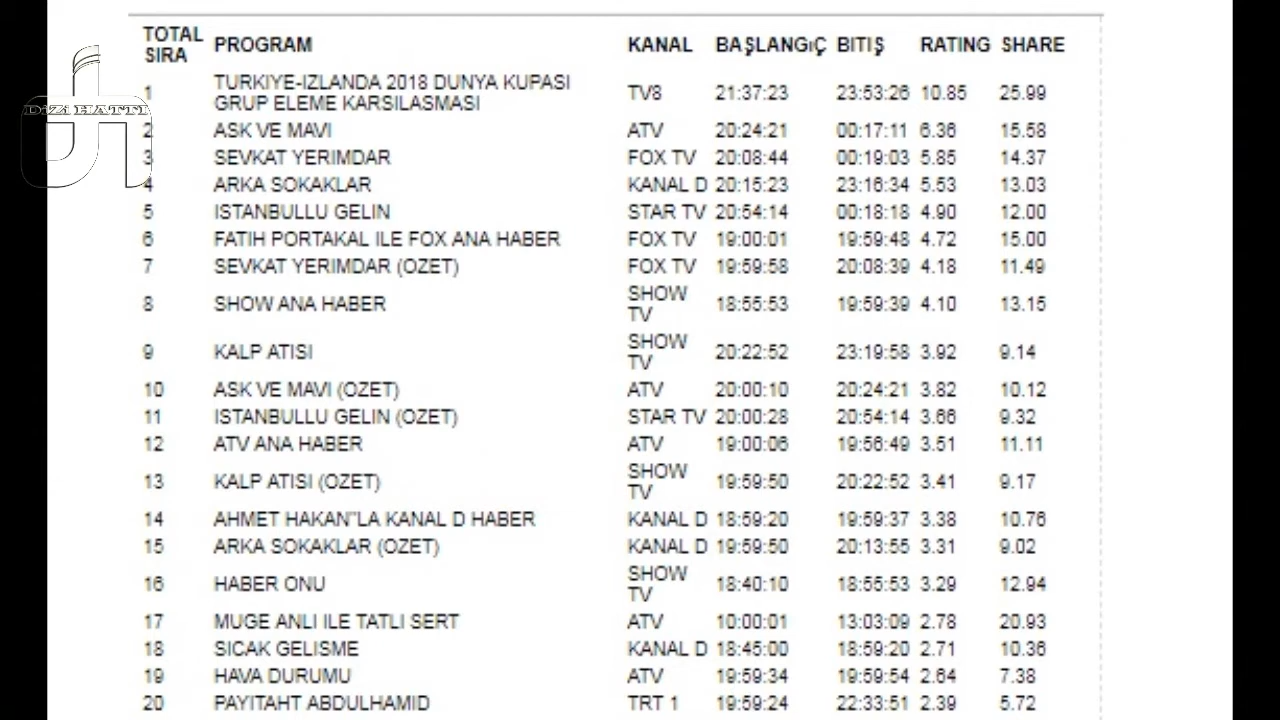 TOTAL SIRA PROGRAM KANAL BAŞLANGıÇ BITIŞ RATING SHARE
1 TURKIYE-IZLANDA 2018 DUNYA KUPASI GRUP ELEME KARSILASMASI TV8 21:37:23 23:53:26 10.85 25.99
DiZi HATTI
2 ASK VE MAVI ATV 20:24:21 00:17:11 6.36 15.58
3 SEVKAT YERIMDAR FOX TV 20:08:44 00:19:03 5.85 14.37
4 ARKA SOKAKLAR KANAL D 20:15:23 23:16:34 5.53 13.03
5 ISTANBULLU GELIN STAR TV 20:54:14 00:18:18 4.90 12.00
6 FATIH PORTAKAL ILE FOX ANA HABER FOX TV 19:00:01 19:59:48 4.72 15.00
7 SEVKAT YERIMDAR (OZET) FOX TV 19:59:58 20:08:39 4.18 11.49
8 SHOW ANA HABER SHOW TV 18:55:53 19:59:39 4.10 13.15
9 KALP ATISI SHOW TV 20:22:52 23:19:58 3.92 9.14
10 ASK VE MAVI (OZET) ATV 20:00:10 20:24:21 3.82 10.12
11 ISTANBULLU GELIN (OZET) STAR TV 20:00:28 20:54:14 3.66 9.32
12 ATV ANA HABER ATV 19:00:06 19:56:49 3.51 11.11
13 KALP ATISI (OZET) SHOW TV 19:59:50 20:22:52 3.41 9.17
14 AHMET HAKAN"LA KANAL D HABER KANAL D 18:59:20 19:59:37 3.38 10.76
15 ARKA SOKAKLAR (OZET) KANAL D 19:59:50 20:13:55 3.31 9.02
16 HABER ONU SHOW TV 18:40:10 18:55:53 3.29 12.94
17 MUGE ANLI ILE TATLI SERT ATV 10:00:01 13:03:09 2.78 20.93
18 SICAK GELISME KANAL D 18:45:00 18:59:20 2.71 10.36
19 HAVA DURUMU ATV 19:59:34 19:59:54 2.64 7.38
20 PAYITAHT ABDULHAMID TRT 1 19:59:24 22:33:51 2.39 5.72